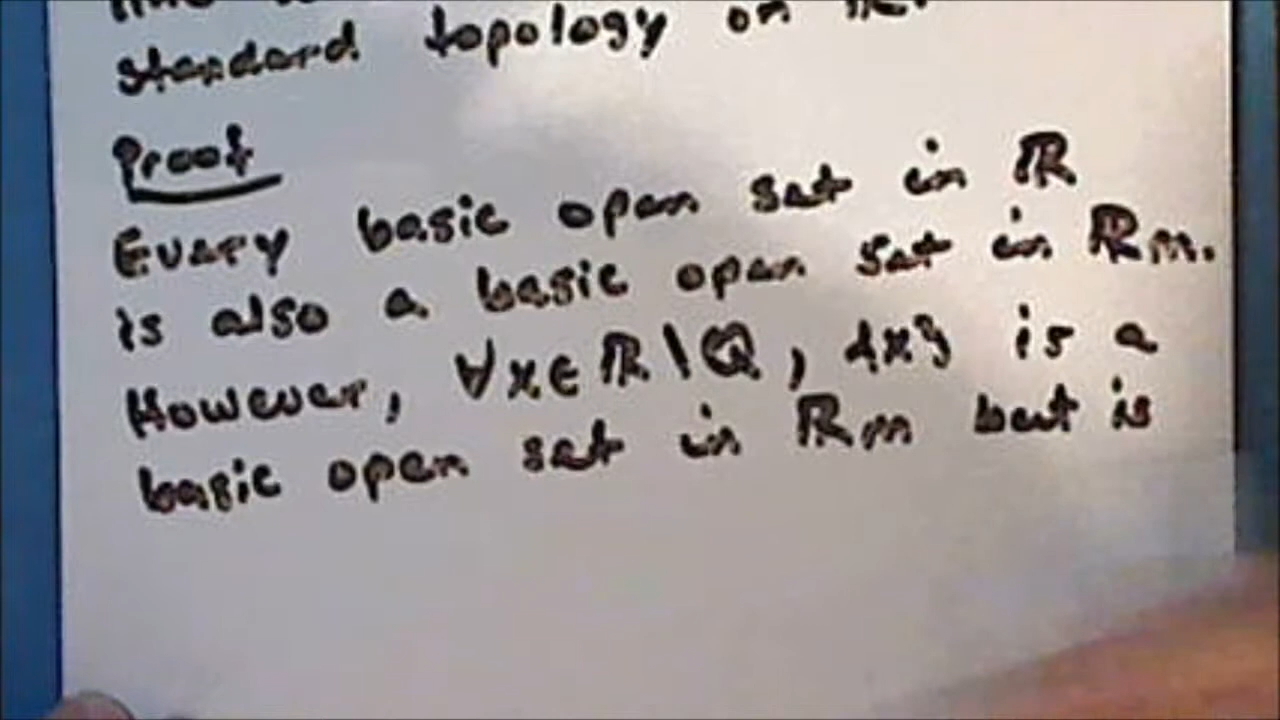 standard topology on ℝ.
Proof
Every basic open set in ℝ
is also a basic open set in ℝm.
However, ∀x∈ℝ\ℚ, {x} is a
basic open set in ℝm but is